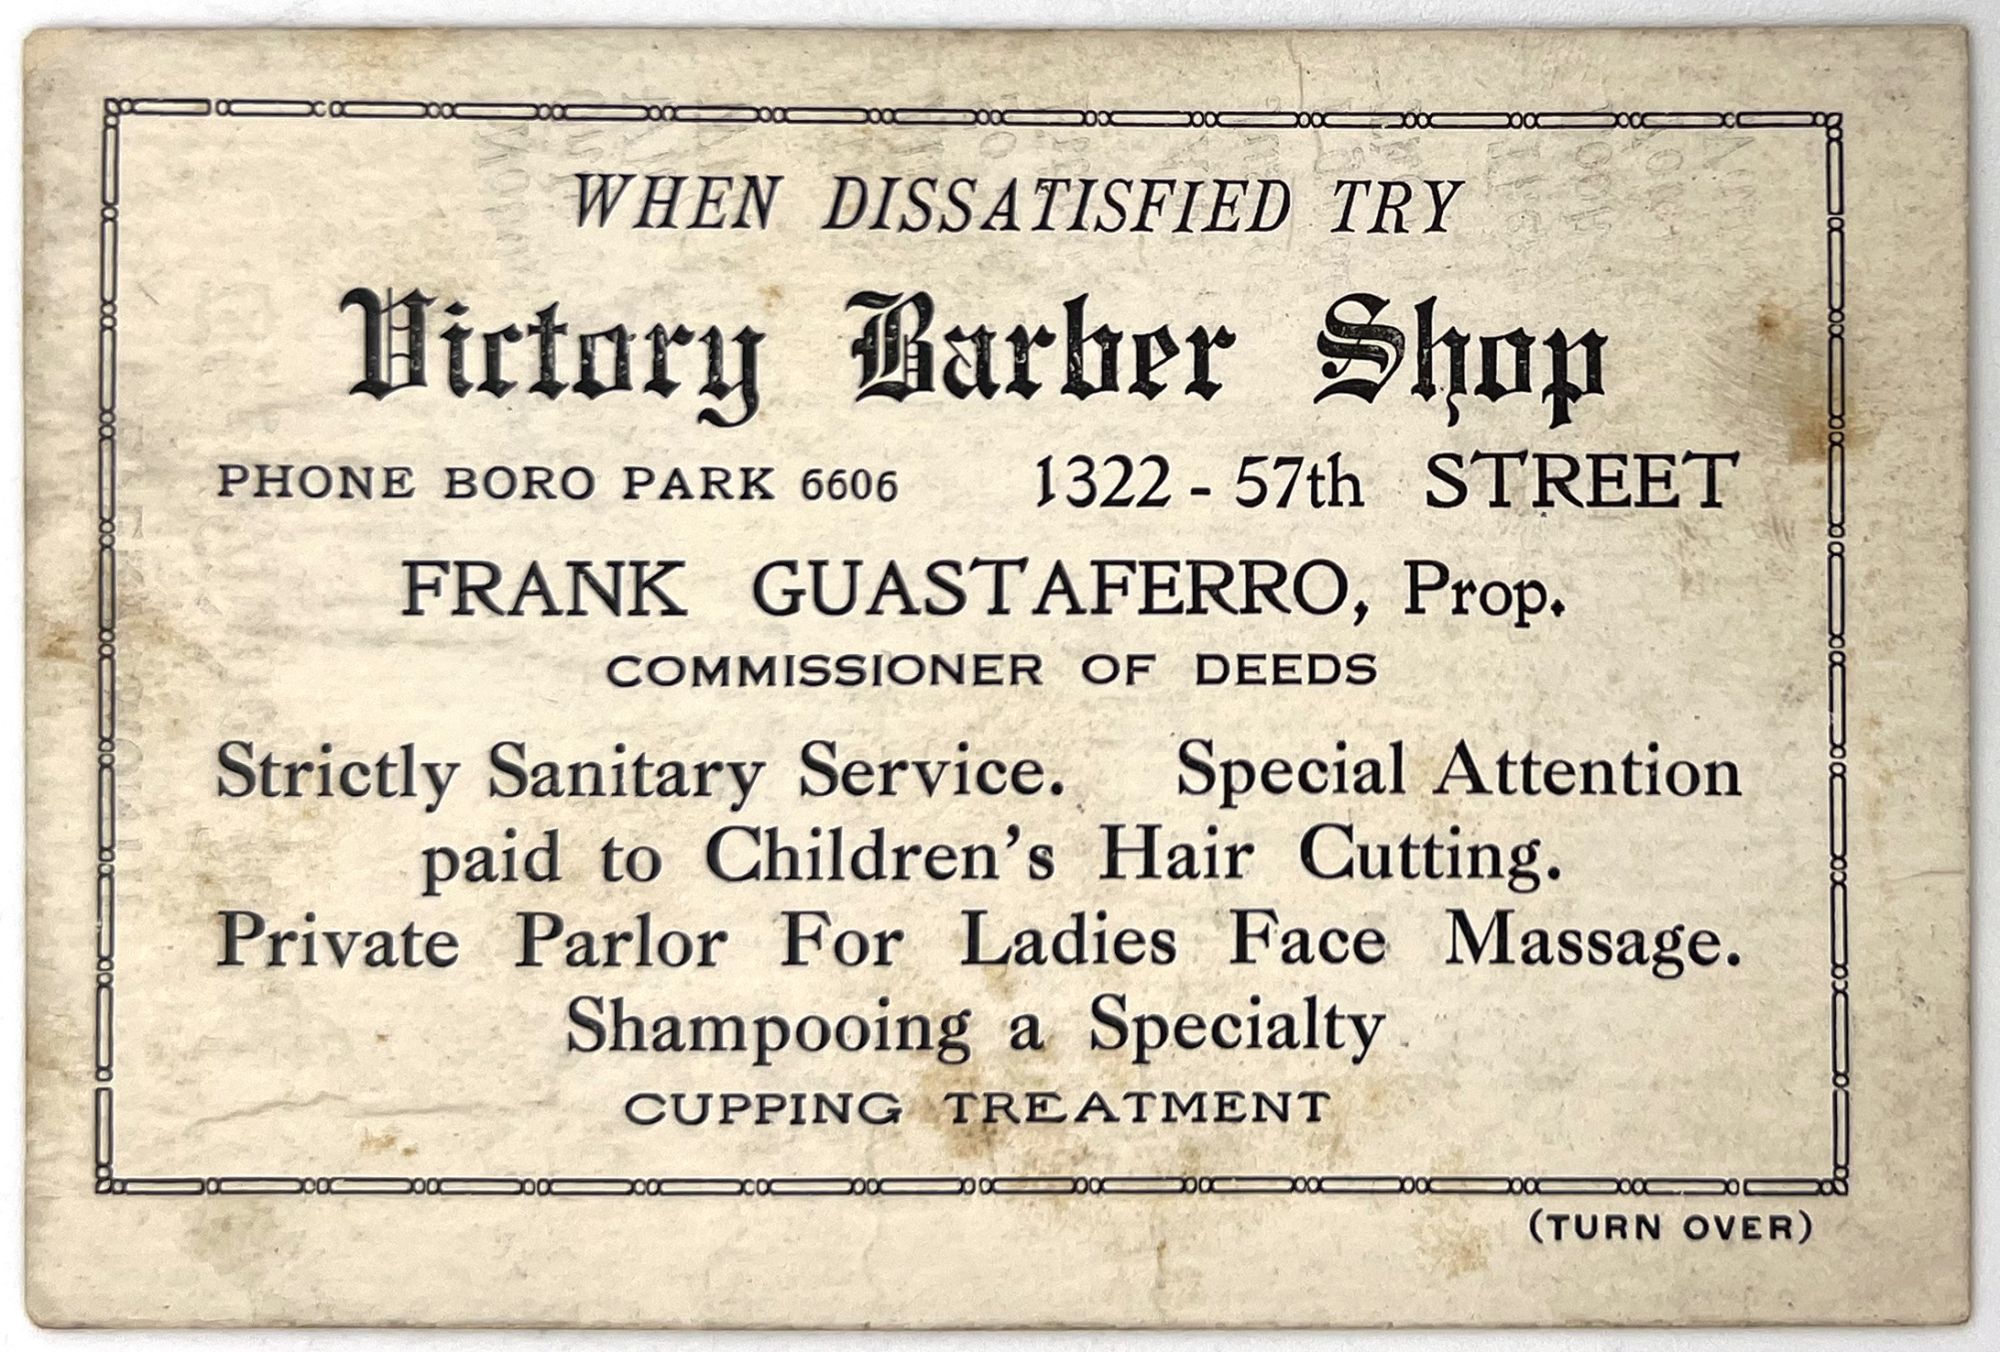 WHEN DISSATISFIED TRY
Victory Barber Shop
PHONE BORO PARK 6606 1322 - 57th STREET
FRANK GUASTAFERRO, Prop.
COMMISSIONER OF DEEDS
Strictly Sanitary Service. Special Attention
paid to Children's Hair Cutting.
Private Parlor For Ladies Face Massage.
Shampooing a Specialty
CUPPING TREATMENT
(TURN OVER)